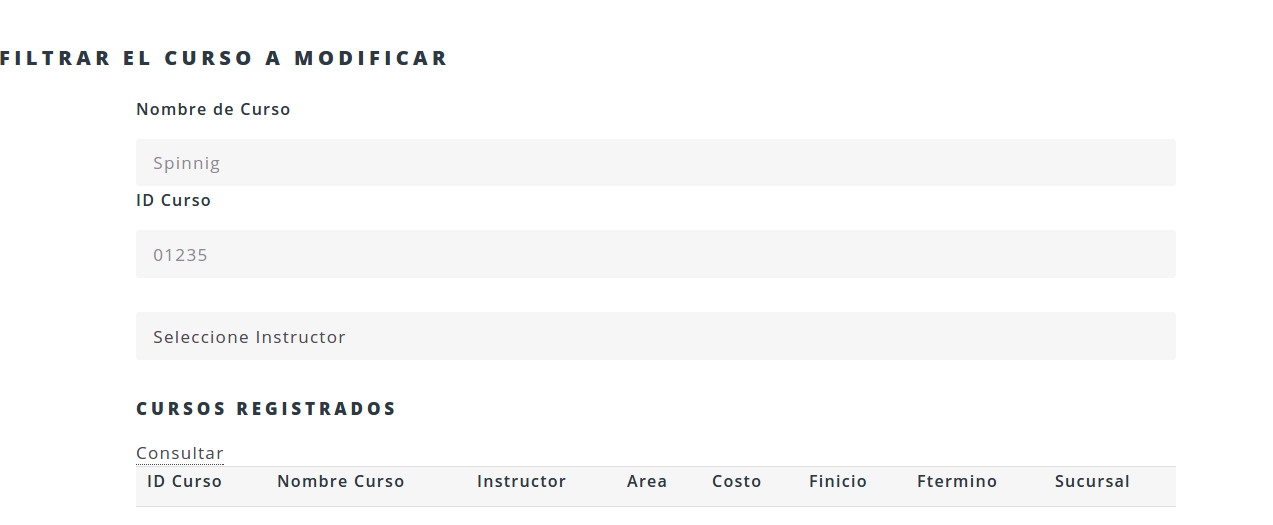 FILTRAR EL CURSO A MODIFICAR
Nombre de Curso
Spinnig
ID Curso
01235
Seleccione Instructor
CURSOS REGISTRADOS
Consultar
ID Curso Nombre Curso Instructor Area Costo Finicio Ftermino Sucursal